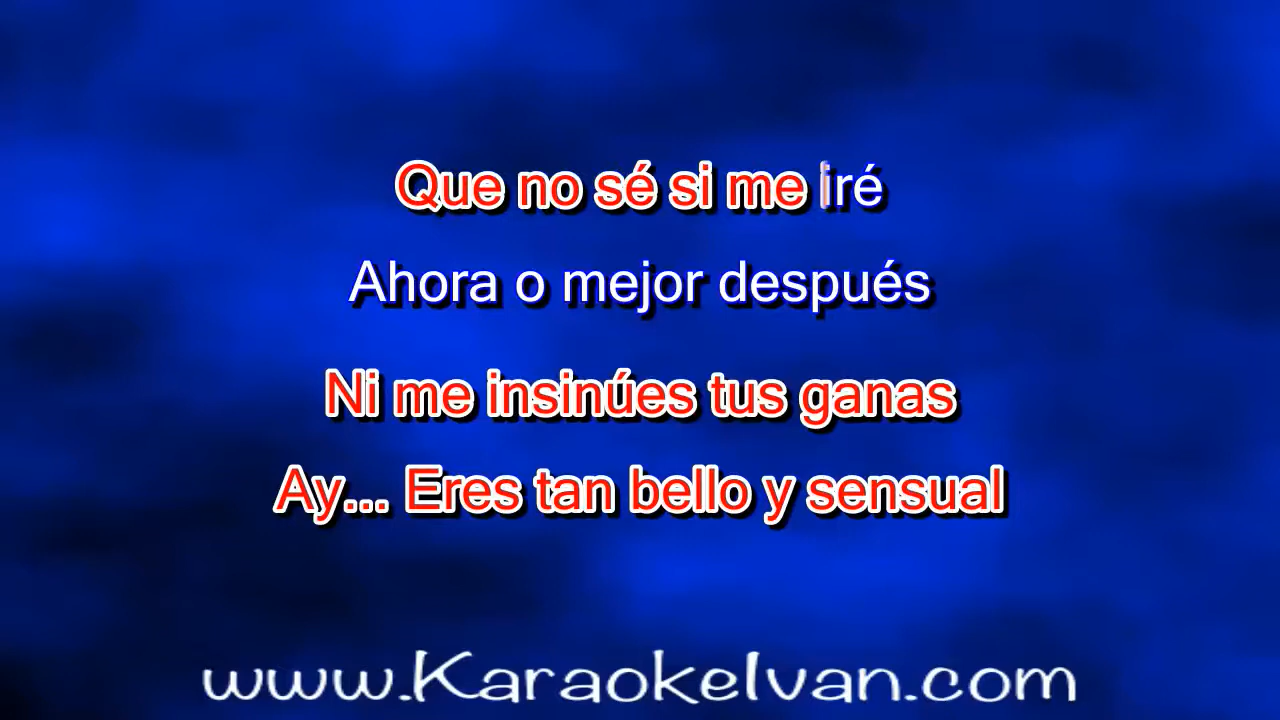 Que no sé si me iré
Ahora o mejor después
Ni me insinúes tus ganas
Ay... Eres tan bello y sensual
www.KaraokeIvan.com